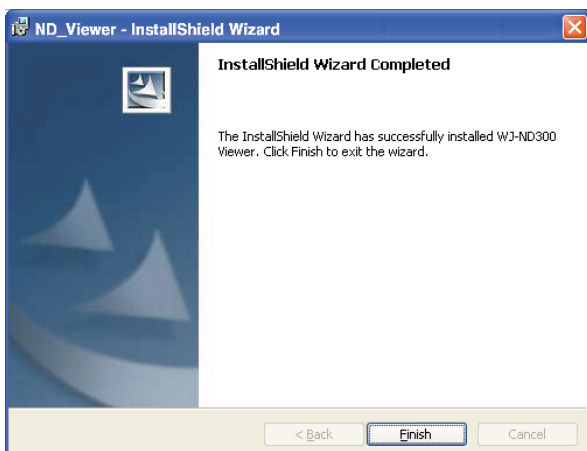 ND_Viewer - InstallShield Wizard
InstallShield Wizard Completed
The InstallShield Wizard has successfully installed WJ-ND300
Viewer. Click Finish to exit the wizard.
< Back
Finish
Cancel